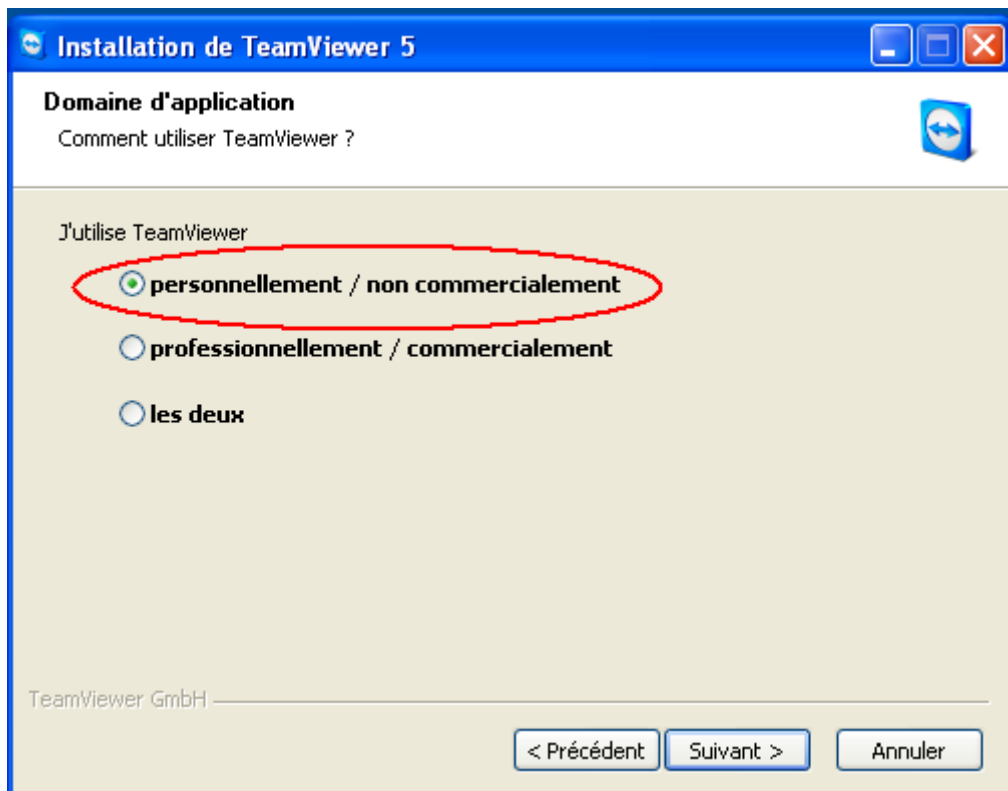 Installation de TeamViewer 5
Domaine d'application
Comment utiliser TeamViewer ?
J'utilise TeamViewer
personnellement / non commercialement
professionnellement / commercialement
les deux
TeamViewer GmbH
< Précédent
Suivant >
Annuler